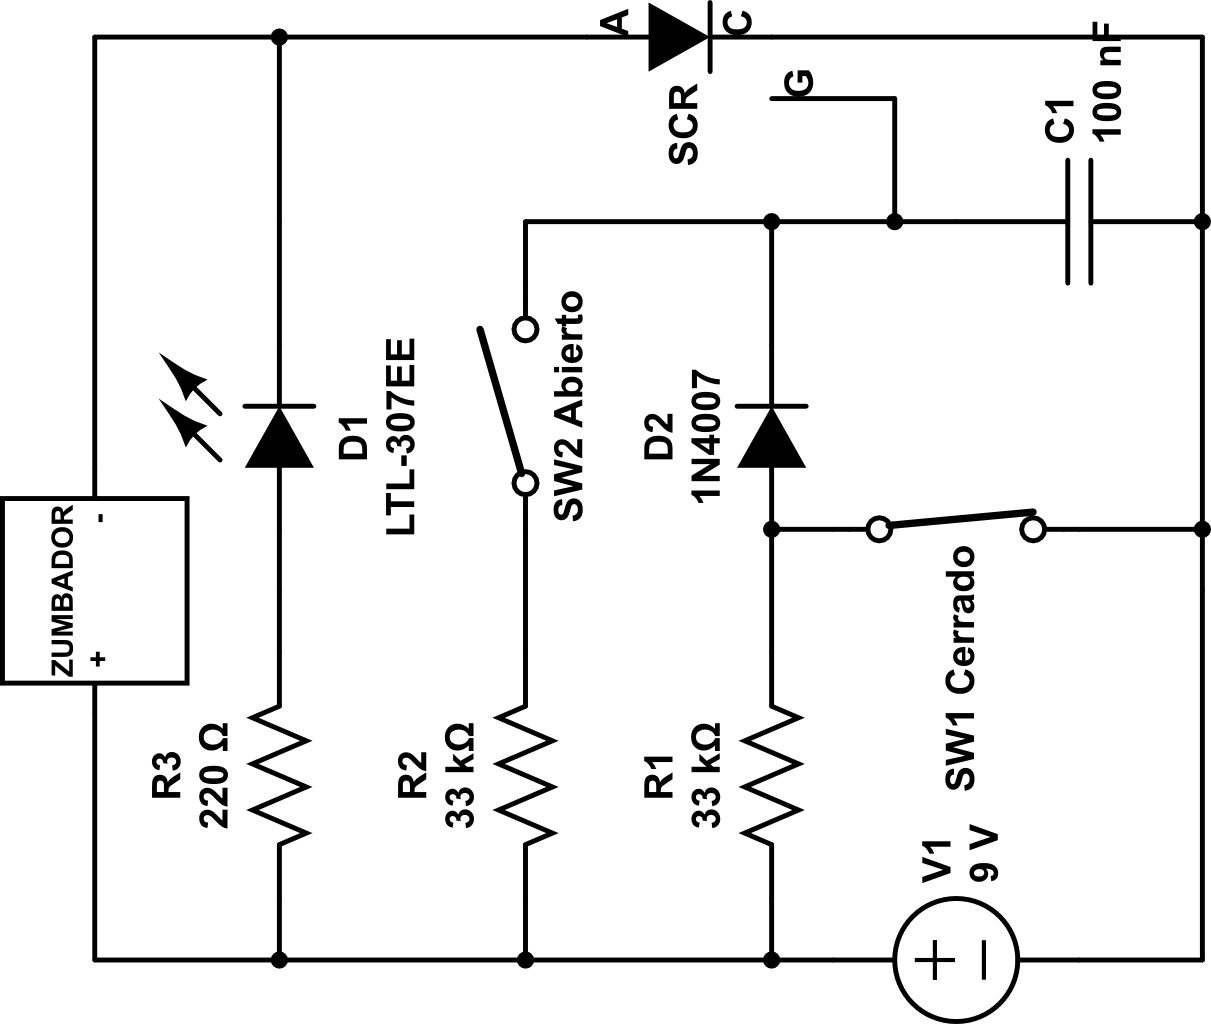 A
C
G
SCR
C1
100 nF
ZUMBADOR
-
+
D1
LTL-307EE
SW2 Abierto
D2
1N4007
SW1 Cerrado
R3
220 Ω
R2
33 kΩ
R1
33 kΩ
V1
9 V
+
−